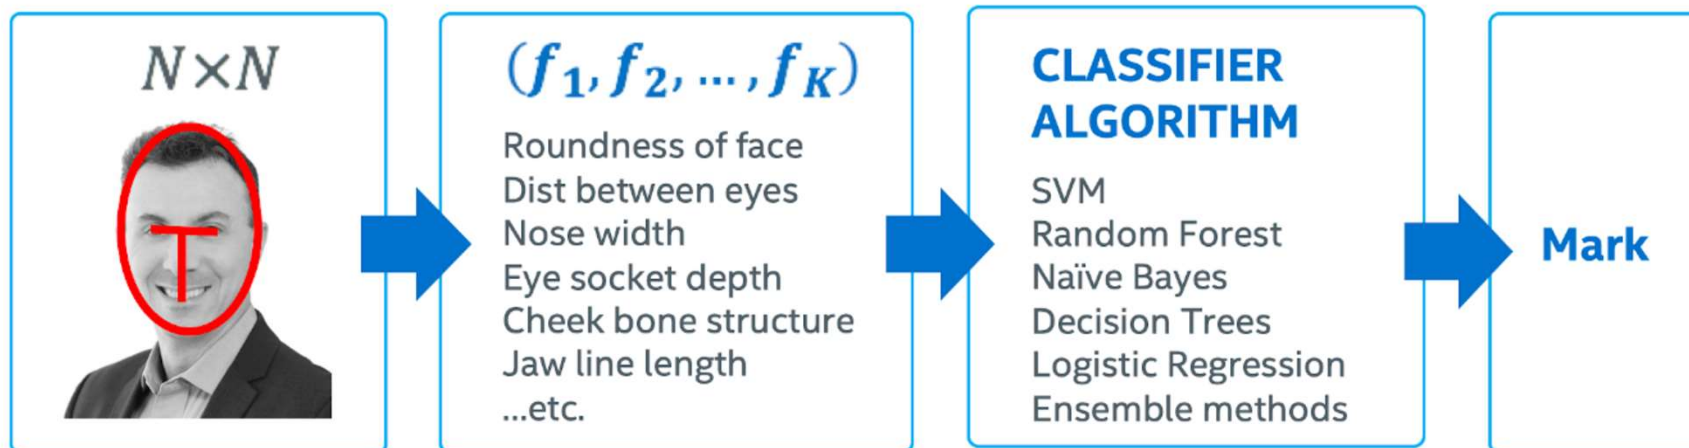 N×N
(f1, f2, ..., fK)
Roundness of face
Dist between eyes
Nose width
Eye socket depth
Cheek bone structure
Jaw line length
...etc.
CLASSIFIER
ALGORITHM
SVM
Random Forest
Naïve Bayes
Decision Trees
Logistic Regression
Ensemble methods
Mark